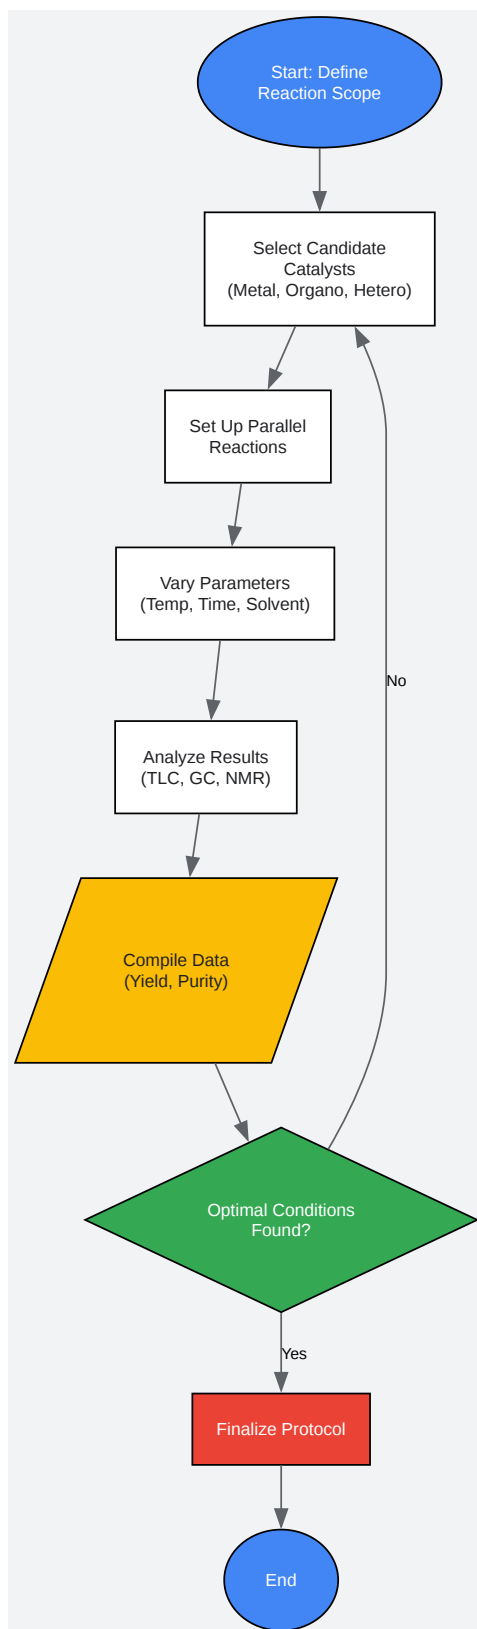 Start: Define
Reaction Scope
Select Candidate
Catalysts
(Metal, Organo, Hetero)
Set Up Parallel
Reactions
Vary Parameters
(Temp, Time, Solvent)
No
Analyze Results
(TLC, GC, NMR)
Compile Data
(Yield, Purity)
Optimal Conditions
Found?
Yes
Finalize Protocol
End